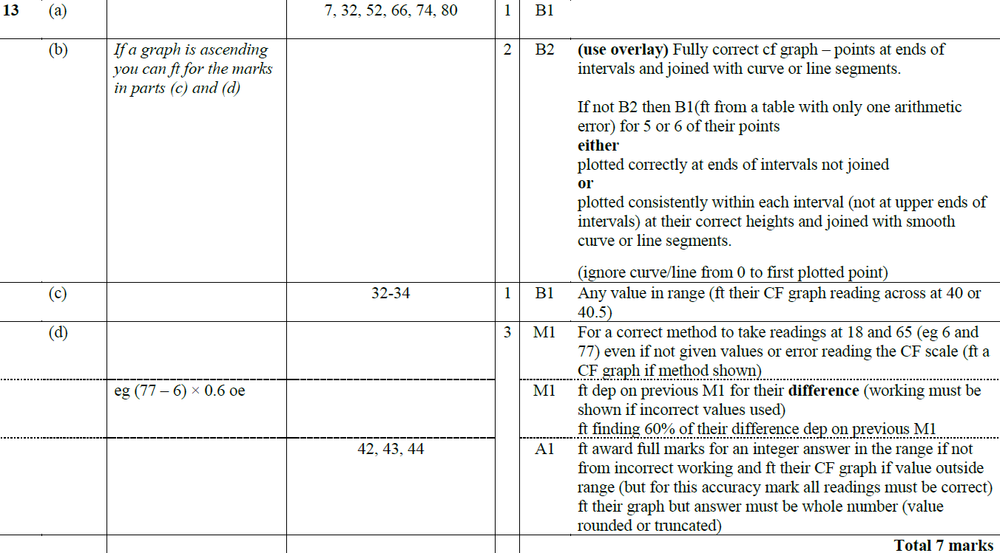 13 (a) 7, 32, 52, 66, 74, 80 1 B1
(b) If a graph is ascending you can ft for the marks in parts (c) and (d) 2 B2 (use overlay) Fully correct cf graph – points at ends of
intervals and joined with curve or line segments.
If not B2 then B1(ft from a table with only one arithmetic
error) for 5 or 6 of their points
either
plotted correctly at ends of intervals not joined
or
plotted consistently within each interval (not at upper ends of
intervals) at their correct heights and joined with smooth
curve or line segments.
(ignore curve/line from 0 to first plotted point)
(c) 32-34 1 B1 Any value in range (ft their CF graph reading across at 40 or
40.5)
(d) 3 M1 For a correct method to take readings at 18 and 65 (eg 6 and
77) even if not given values or error reading the CF scale (ft a
CF graph if method shown)
eg (77 – 6) × 0.6 oe M1 ft dep on previous M1 for their difference (working must be
shown if incorrect values used)
ft finding 60% of their difference dep on previous M1
42, 43, 44 A1 ft award full marks for an integer answer in the range if not
from incorrect working and ft their CF graph if value outside
range (but for this accuracy mark all readings must be correct)
ft their graph but answer must be whole number (value
rounded or truncated)
Total 7 marks